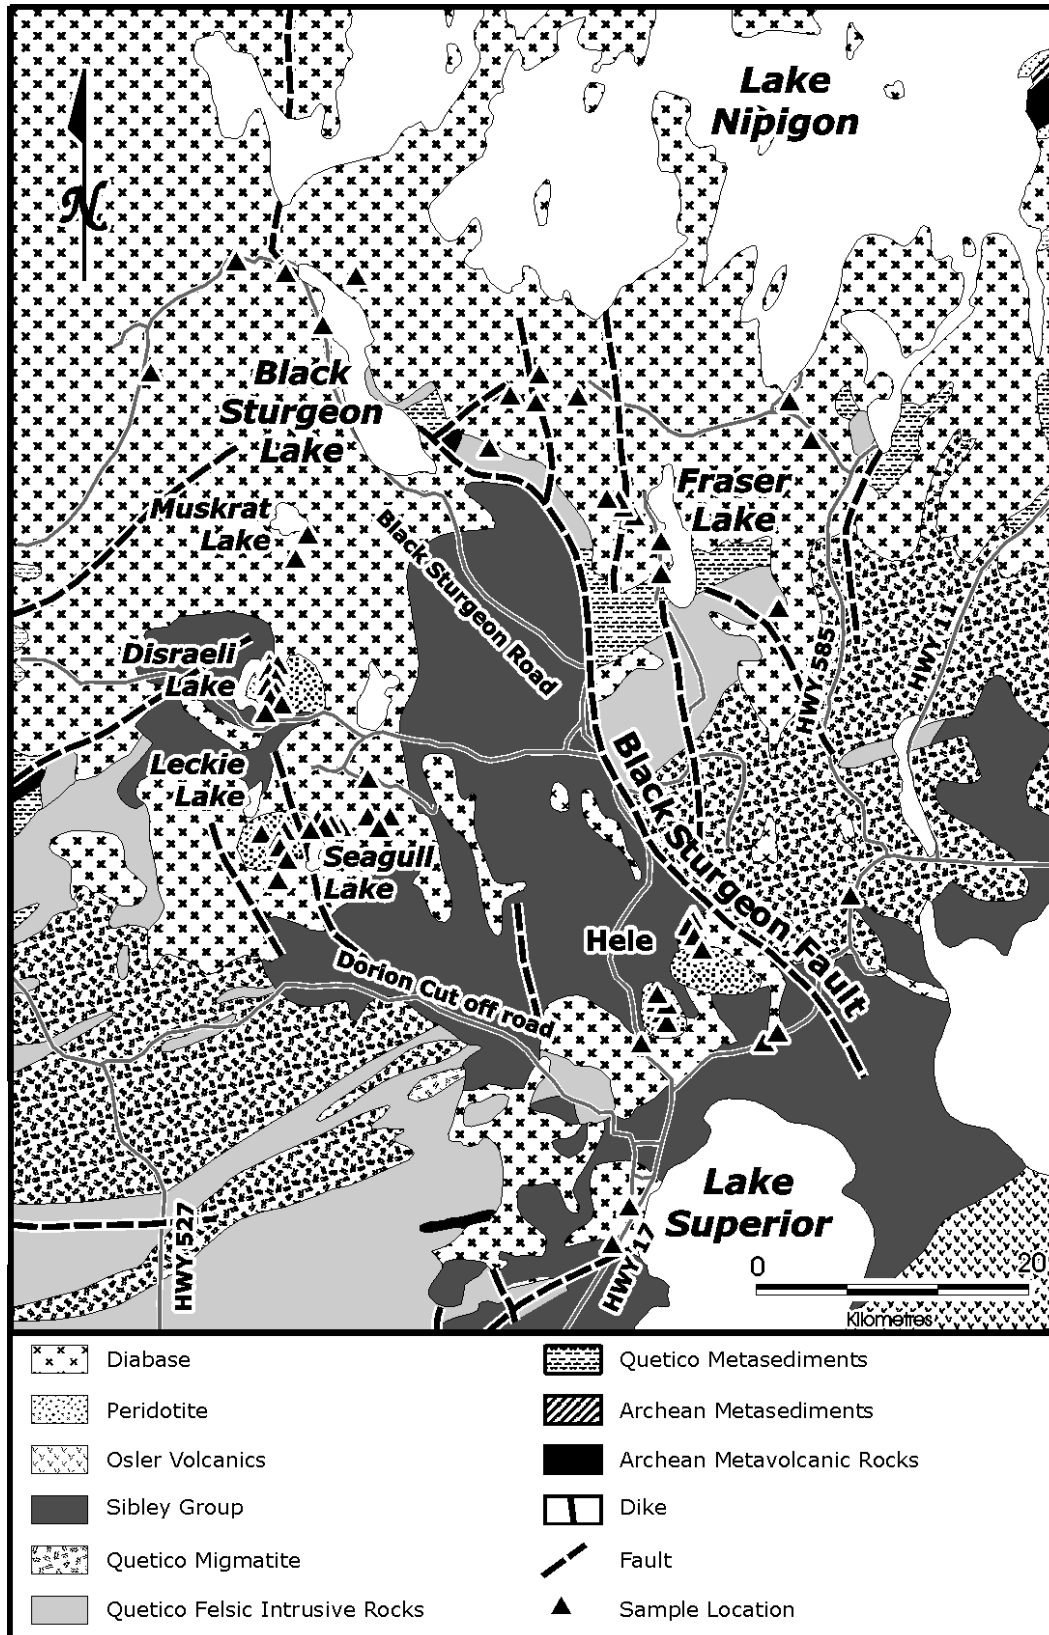 Lake
Nipigon
N
Black
Sturgeon
Lake
Fraser
Lake
Muskrat
Lake
Black Sturgeon Road
HWY 585
HWY 11
Disraeli
Lake
Leckie
Lake
Black Sturgeon Fault
Seagull
Lake
Hele
Dorion Cut off road
Lake
Superior
HWY 527
HWY 17
0 20
Kilometres
Diabase
Peridotite
Osler Volcanics
Sibley Group
Quetico Migmatite
Quetico Felsic Intrusive Rocks
Quetico Metasediments
Archean Metasediments
Archean Metavolcanic Rocks
Dike
Fault
Sample Location